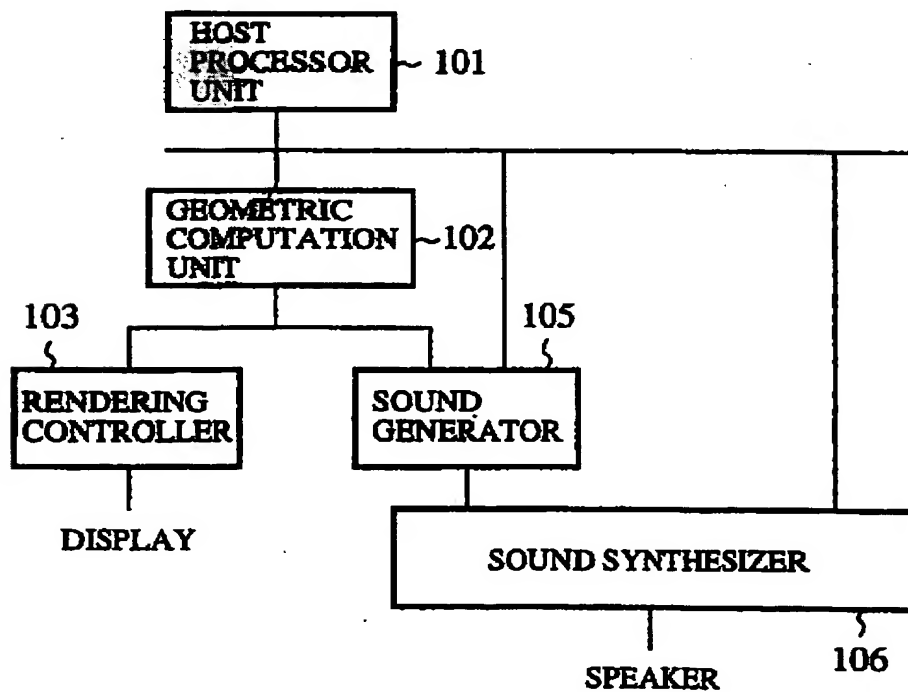 HOST
PROCESSOR
UNIT
101
GEOMETRIC
COMPUTATION
UNIT
102
103
105
RENDERING
CONTROLLER
SOUND
GENERATOR
DISPLAY
SOUND SYNTHESIZER
106
SPEAKER